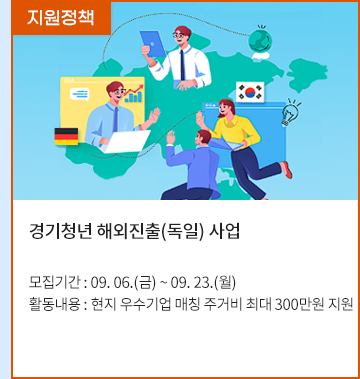 지원정책
경기청년 해외진출(독일) 사업
모집기간 : 09. 06.(금) ~ 09. 23.(월)
활동내용 : 현지 우수기업 매칭 주거비 최대 300만원 지원